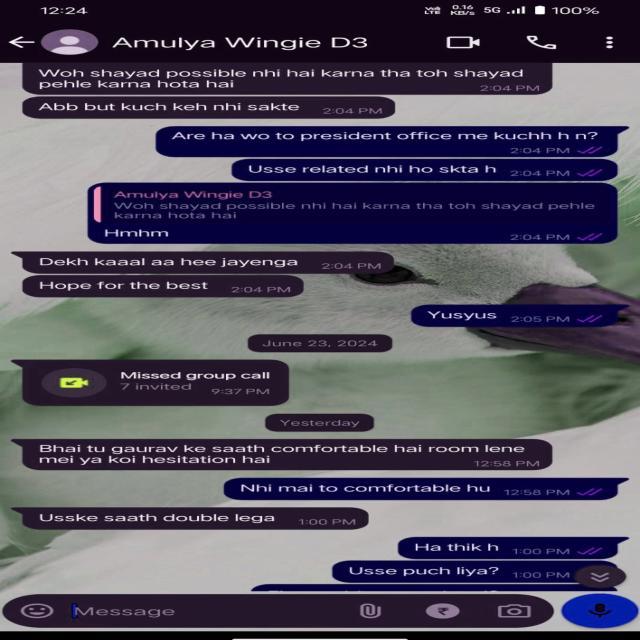 12:24
Vo) LTE 0.16 KB/s 5G 100%
Amulya Wingie D3
Woh shayad possible nhi hai karna tha toh shayad
pehle karna hota hai
2:04 PM
Abb but kuch keh nhi sakte 2:04 PM
Are ha wo to president office me kuchh h n?
2:04 PM
Usse related nhi ho skta h 2:04 PM
Amulya Wingie D3
Woh shayad possible nhi hai karna tha toh shayad pehle
karna hota hai
Hmhm
2:04 PM
Dekh kaaal aa hee jayenga 2:04 PM
Hope for the best 2:04 PM
Yusyus 2:05 PM
June 23, 2024
Missed group call
7 invited 9:37 PM
Yesterday
Bhai tu gaurav ke saath comfortable hai room lene
mei ya koi hesitation hai
12:58 PM
Nhi mai to comfortable hu 12:58 PM
Usske saath double lega 1:00 PM
Ha thik h 1:00 PM
Usse puch liya? 1:00 PM
Message